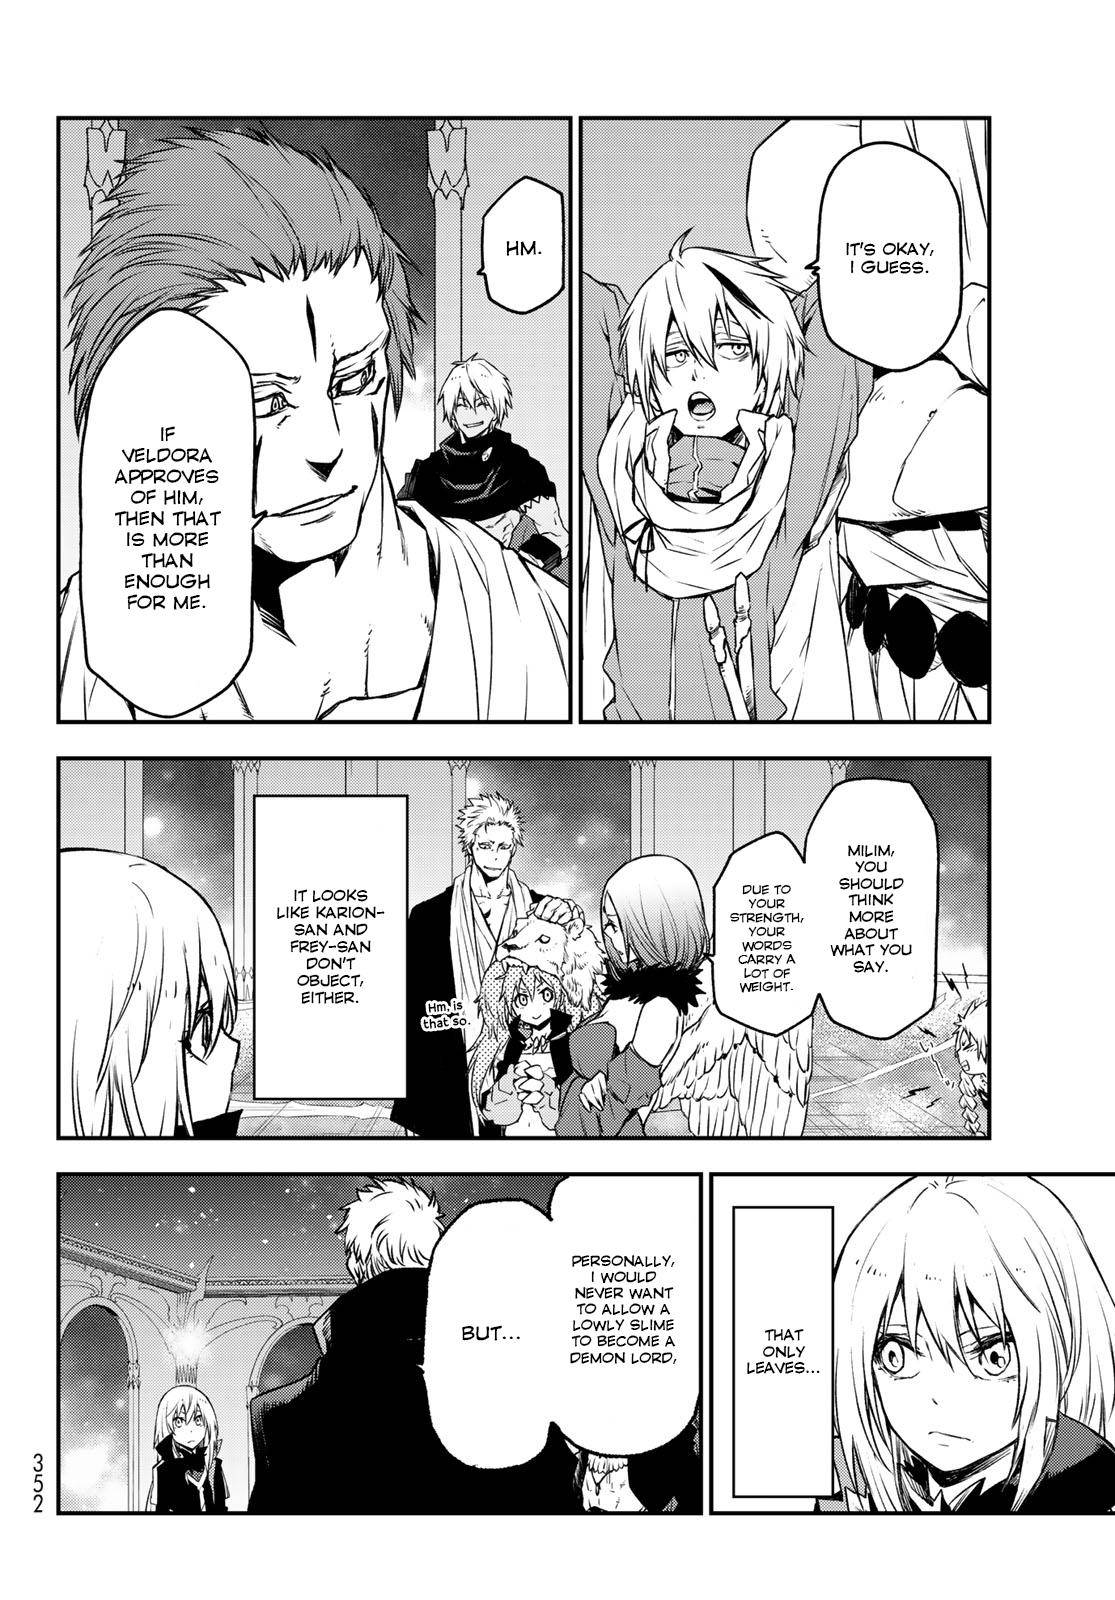 IT'S OKAY,
I GUESS.
HM.
IF
VELDORA
APPROVES
OF HIM,
THEN THAT
IS MORE
THAN
ENOUGH
FOR ME.
MILIM,
YOU
SHOULD
THINK
MORE
ABOUT
WHAT YOU
SAY.
DUE TO
YOUR
STRENGTH,
YOUR
WORDS
CARRY A
LOT OF
WEIGHT.
Hm, is
that so.
IT LOOKS
LIKE KARION-
SAN AND
FREY-SAN
DON'T
OBJECT,
EITHER.
THAT
ONLY
LEAVES...
PERSONALLY,
I WOULD
NEVER WANT
TO ALLOW A
LOWLY SLIME
TO BECOME A
DEMON LORD,
BUT...
352